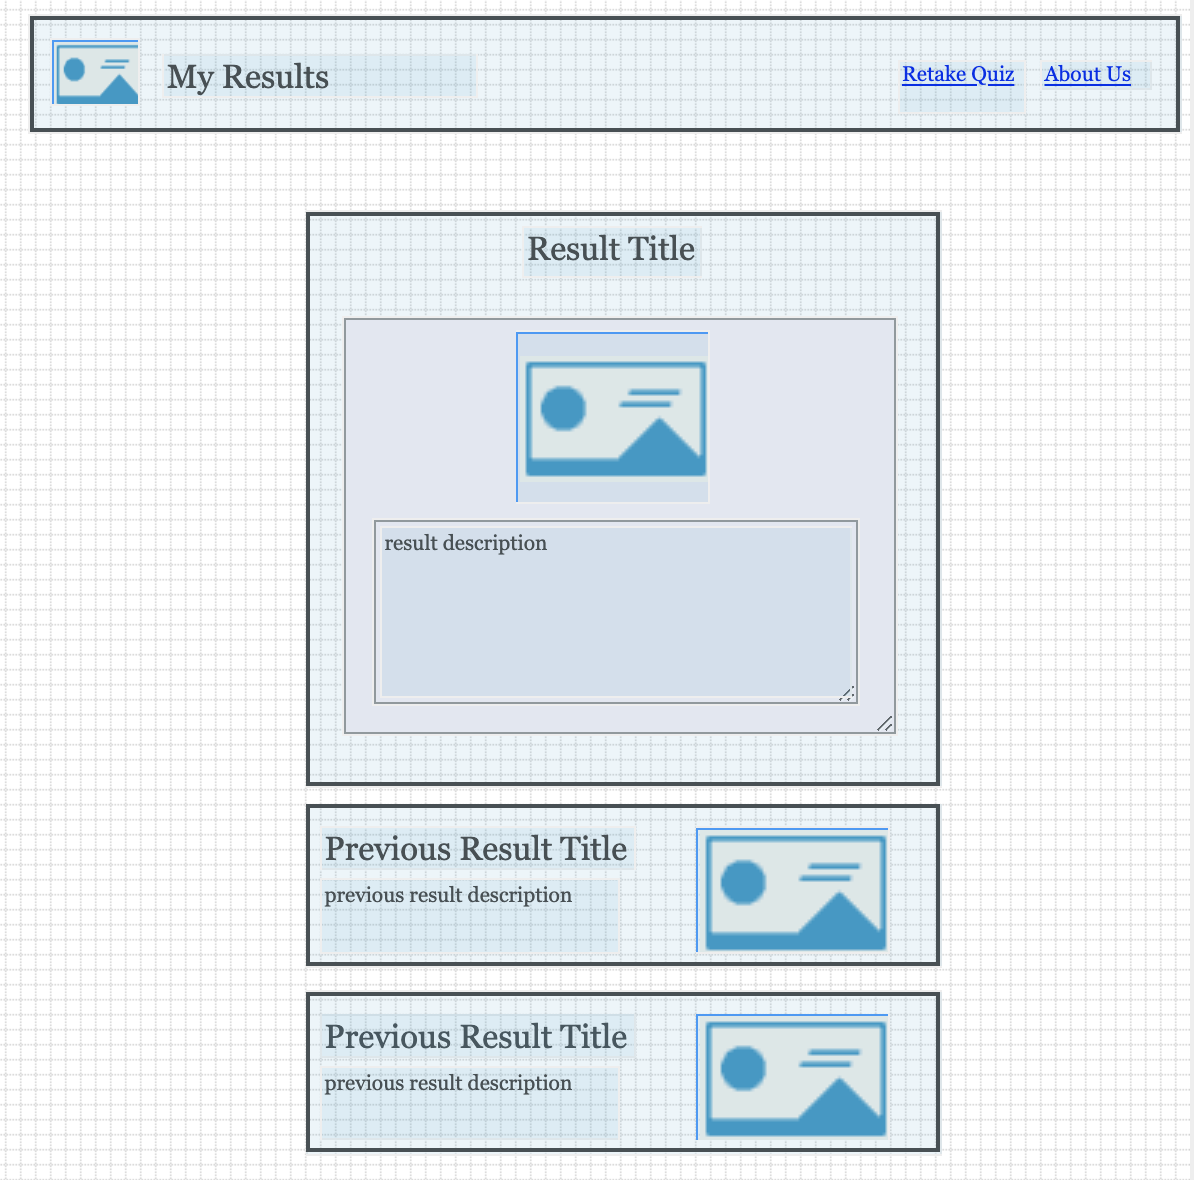 My Results
Retake Quiz
About Us
Result Title
result description
Previous Result Title
previous result description
Previous Result Title
previous result description